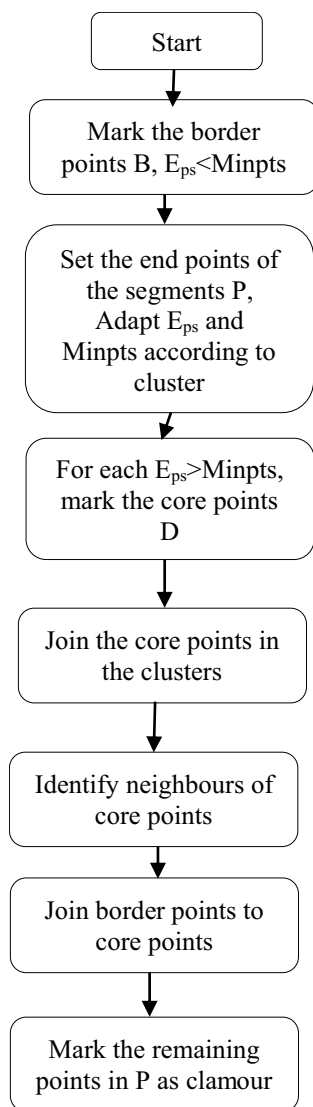 Start
Mark the border
points B, Eps<Minpts
Set the end points of
the segments P,
Adapt Eps and
Minpts according to
cluster
For each Eps>Minpts,
mark the core points
D
Join the core points in
the clusters
Identify neighbours of
core points
Join border points to
core points
Mark the remaining
points in P as clamour